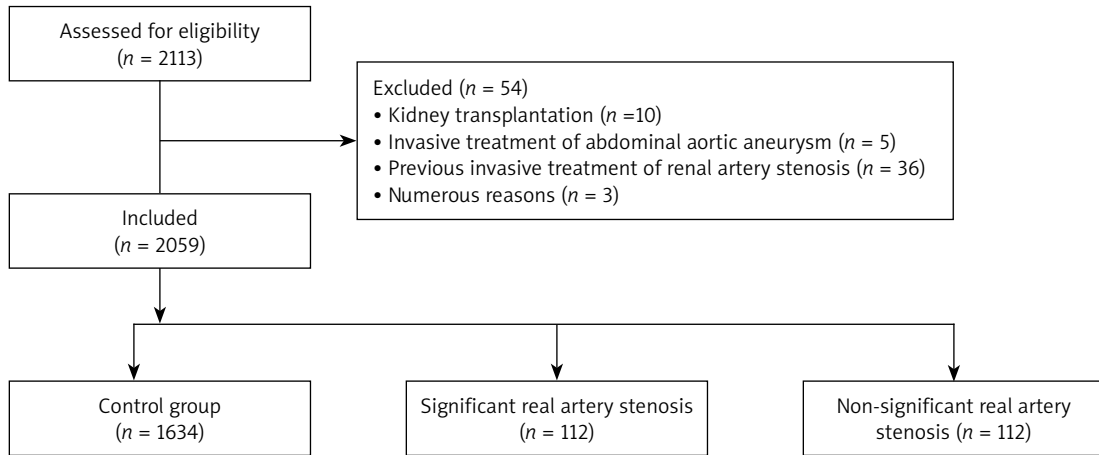 Assessed for eligibility
(n = 2113)
Excluded (n = 54)
• Kidney transplantation (n =10)
• Invasive treatment of abdominal aortic aneurysm (n = 5)
• Previous invasive treatment of renal artery stenosis (n = 36)
• Numerous reasons (n = 3)
Included
(n = 2059)
Control group
(n = 1634)
Significant real artery stenosis
(n = 112)
Non-significant real artery
stenosis (n = 112)